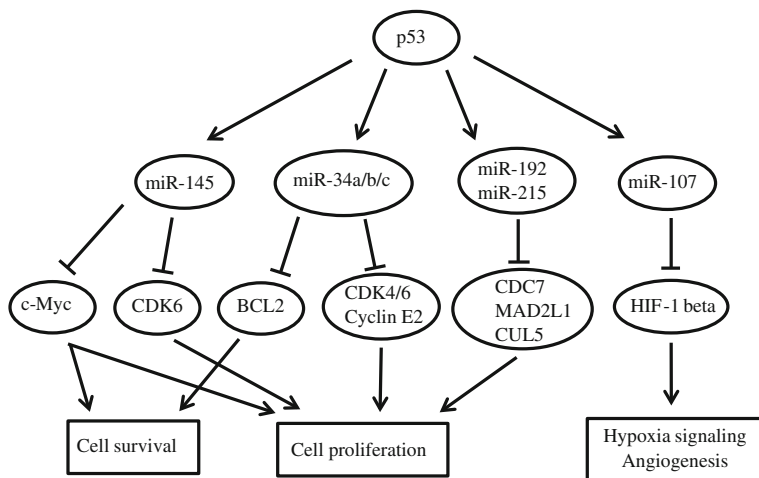 p53
miR-145
miR-34a/b/c
miR-192
miR-215
miR-107
c-Myc
CDK6
BCL2
CDK4/6
Cyclin E2
CDC7
MAD2L1
CUL5
HIF-1 beta
Cell survival
Cell proliferation
Hypoxia signaling
Angiogenesis